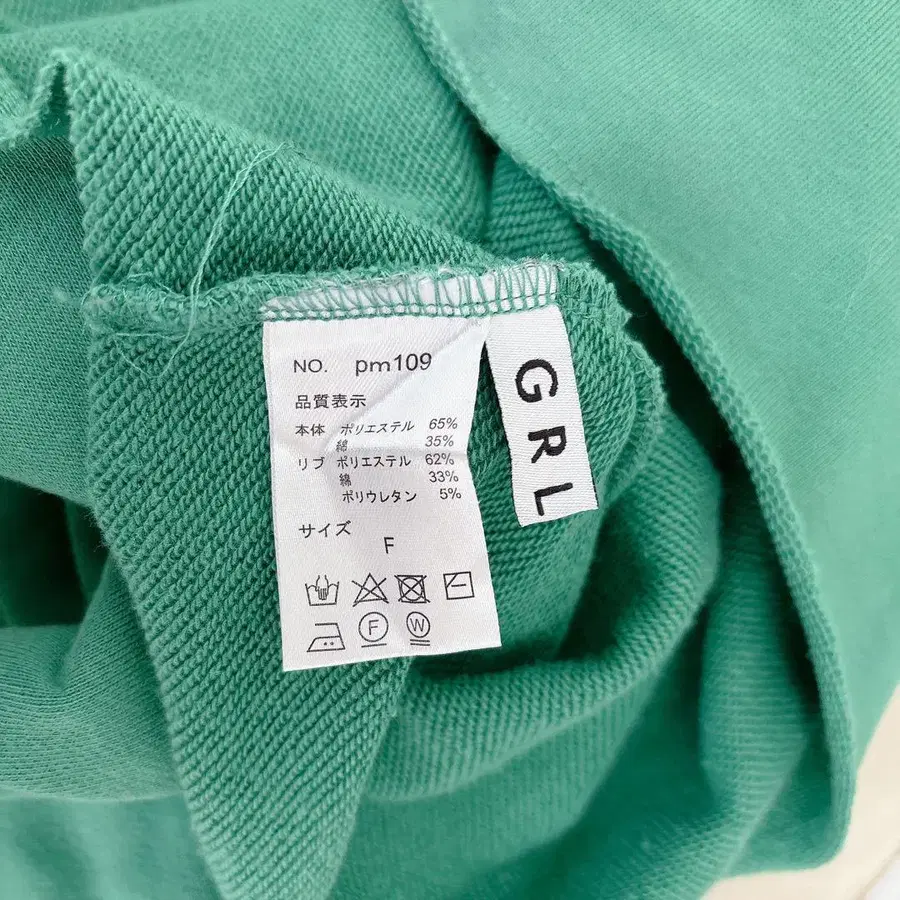 NO. pm109
品質表示
本体 ポリエステル 65%
綿 35%
リブ ポリエステル 62%
綿 33%
ポリウレタン 5%
サイズ
F
F W
GRL